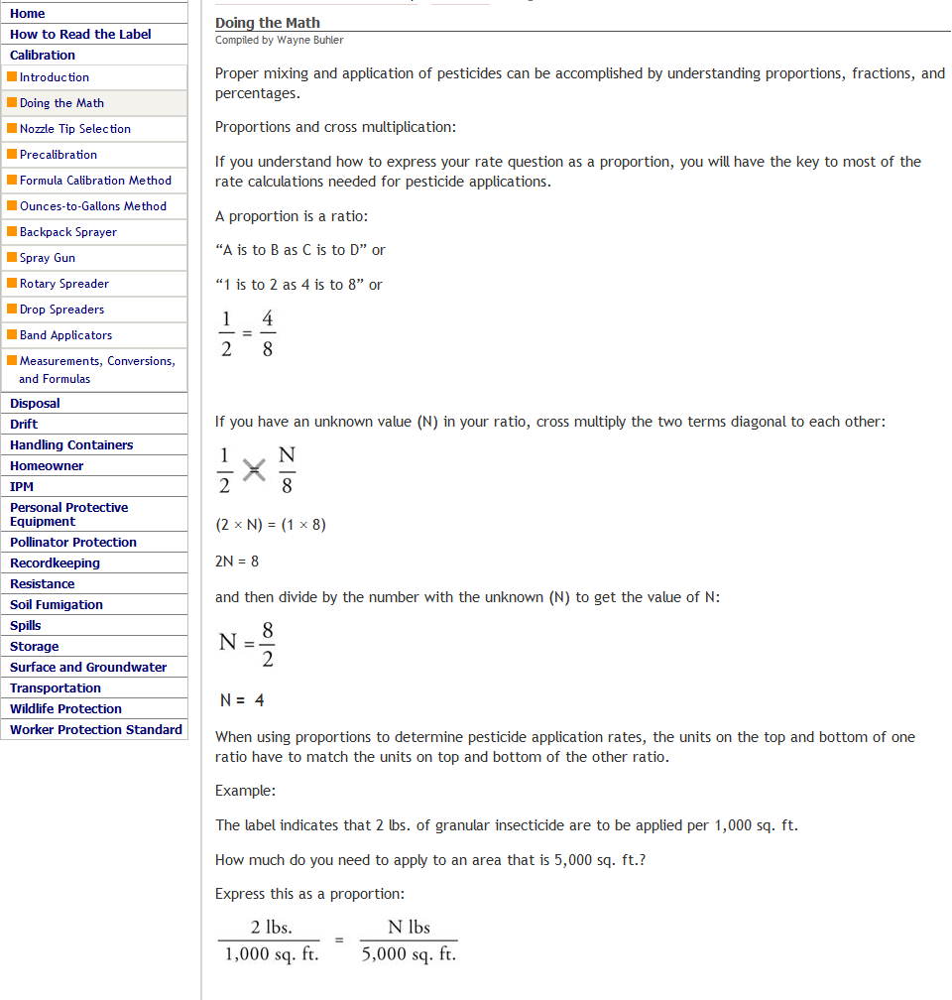 Home
How to Read the Label
Calibration
Introduction
Doing the Math
Nozzle Tip Selection
Precalibration
Formula Calibration Method
Ounces-to-Gallons Method
Backpack Sprayer
Spray Gun
Rotary Spreader
Drop Spreaders
Band Applicators
Measurements, Conversions,
and Formulas
Disposal
Drift
Handling Containers
Homeowner
IPM
Personal Protective
Equipment
Pollinator Protection
Recordkeeping
Resistance
Soil Fumigation
Spills
Storage
Surface and Groundwater
Transportation
Wildlife Protection
Worker Protection Standard
Doing the Math
Compiled by Wayne Buhler
Proper mixing and application of pesticides can be accomplished by understanding proportions, fractions, and
percentages.
Proportions and cross multiplication:
If you understand how to express your rate question as a proportion, you will have the key to most of the
rate calculations needed for pesticide applications.
A proportion is a ratio:
“A is to B as C is to D” or
“1 is to 2 as 4 is to 8” or
1 4
=
2 8
If you have an unknown value (N) in your ratio, cross multiply the two terms diagonal to each other:
1 N
=
2 8
(2 × N) = (1 × 8)
2N = 8
and then divide by the number with the unknown (N) to get the value of N:
8
N =
2
N = 4
When using proportions to determine pesticide application rates, the units on the top and bottom of one
ratio have to match the units on top and bottom of the other ratio.
Example:
The label indicates that 2 lbs. of granular insecticide are to be applied per 1,000 sq. ft.
How much do you need to apply to an area that is 5,000 sq. ft.?
Express this as a proportion:
2 lbs. N lbs
=
1,000 sq. ft. 5,000 sq. ft.